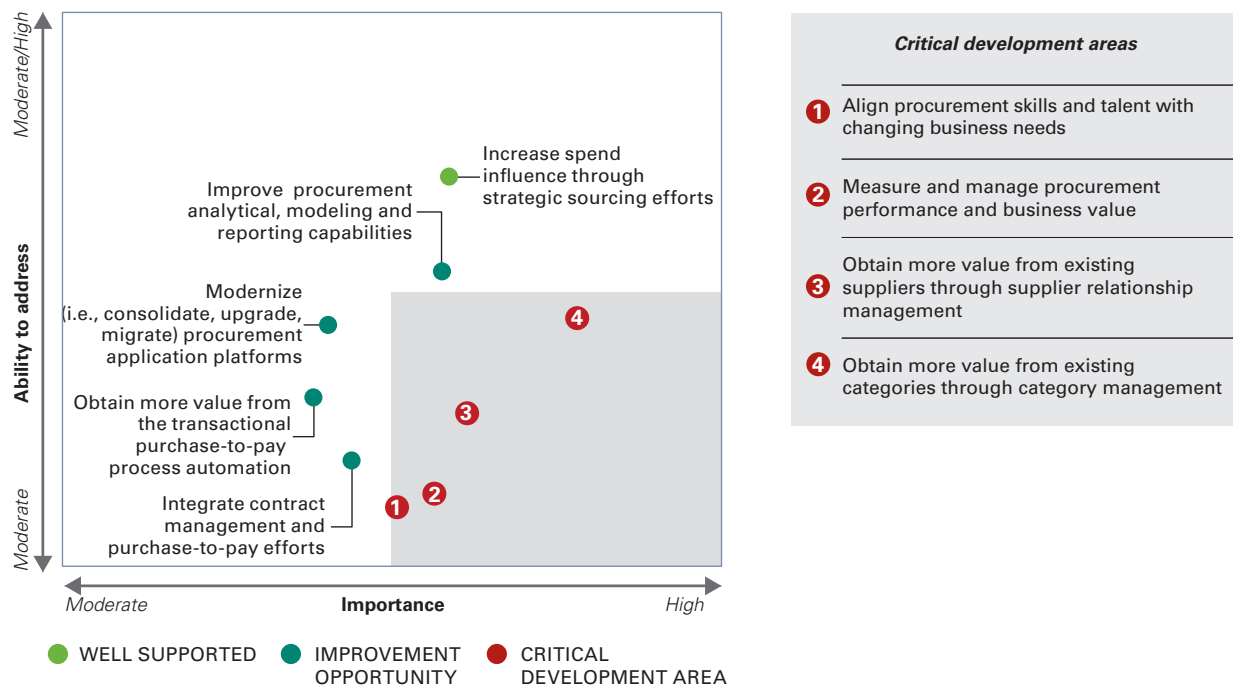 Moderate/High
Ability to address
Moderate
Increase spend
influence through
strategic sourcing efforts
Improve procurement
analytical, modeling and
reporting capabilities
Modernize
(i.e., consolidate, upgrade,
migrate) procurement
application platforms
Obtain more value from
the transactional
purchase-to-pay
process automation
Integrate contract
management and
purchase-to-pay efforts
4
3
2
1
Moderate
Importance
High
WELL SUPPORTED
IMPROVEMENT
OPPORTUNITY
CRITICAL
DEVELOPMENT AREA
Critical development areas
1 Align procurement skills and talent with
changing business needs
2 Measure and manage procurement
performance and business value
3 Obtain more value from existing
suppliers through supplier relationship
management
4 Obtain more value from existing
categories through category management